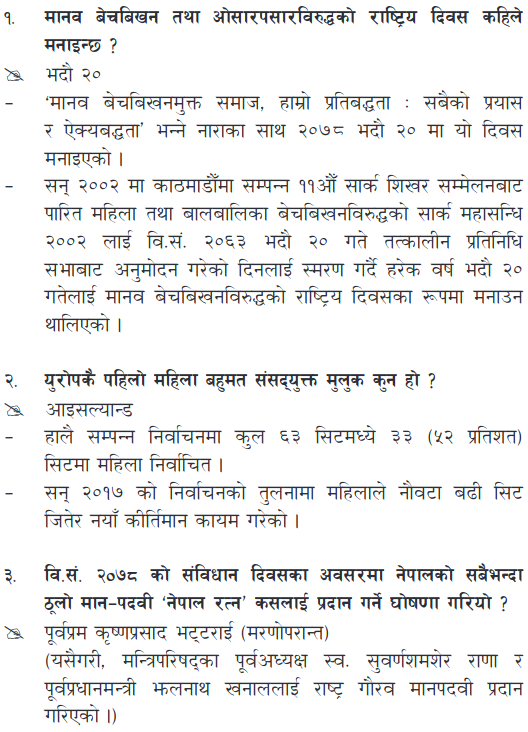 १. मानव बेचबिखन तथा ओसारपसारविरुद्धको राष्ट्रिय दिवस कहिले
मनाइन्छ ?
भदौ २०
– 'मानव बेचबिखनमुक्त समाज, हाम्रो प्रतिबद्धता : सबैको प्रयास
र ऐक्यबद्धता' भन्ने नाराका साथ २०७८ भदौ २० मा यो दिवस
मनाइएको ।
– सन् २००२ मा काठमाडौँमा सम्पन्न ११औँ सार्क शिखर सम्मेलनबाट
पारित महिला तथा बालबालिका बेचबिखनविरुद्धको सार्क महासन्धि
२००२ लाई वि.सं. २०६३ भदौ २० गते तत्कालीन प्रतिनिधि
सभाबाट अनुमोदन गरेको दिनलाई स्मरण गर्दै हरेक वर्ष भदौ २०
गतेलाई मानव बेचबिखनविरुद्धको राष्ट्रिय दिवसका रूपमा मनाउन
थालिएको ।
२. युरोपकै पहिलो महिला बहुमत संसद्युक्त मुलुक कुन हो ?
आइसल्यान्ड
– हालै सम्पन्न निर्वाचनमा कुल ६३ सिटमध्ये ३३ (५२ प्रतिशत)
सिटमा महिला निर्वाचित ।
– सन् २०१७ को निर्वाचनको तुलनामा महिलाले नौवटा बढी सिट
जितेर नयाँ कीर्तिमान कायम गरेको ।
३. वि.सं. २०७८ को संविधान दिवसका अवसरमा नेपालको सबैभन्दा
ठूलो मान-पदवी 'नेपाल रत्न' कसलाई प्रदान गर्ने घोषणा गरियो ?
पूर्वप्रम कृष्णप्रसाद भट्टराई (मरणोपरान्त)
(यसैगरी, मन्त्रिपरिषद्का पूर्वअध्यक्ष स्व. सुवर्णशमशेर राणा र
पूर्वप्रधानमन्त्री झलनाथ खनाललाई राष्ट्र गौरव मानपदवी प्रदान
गरिएको ।)